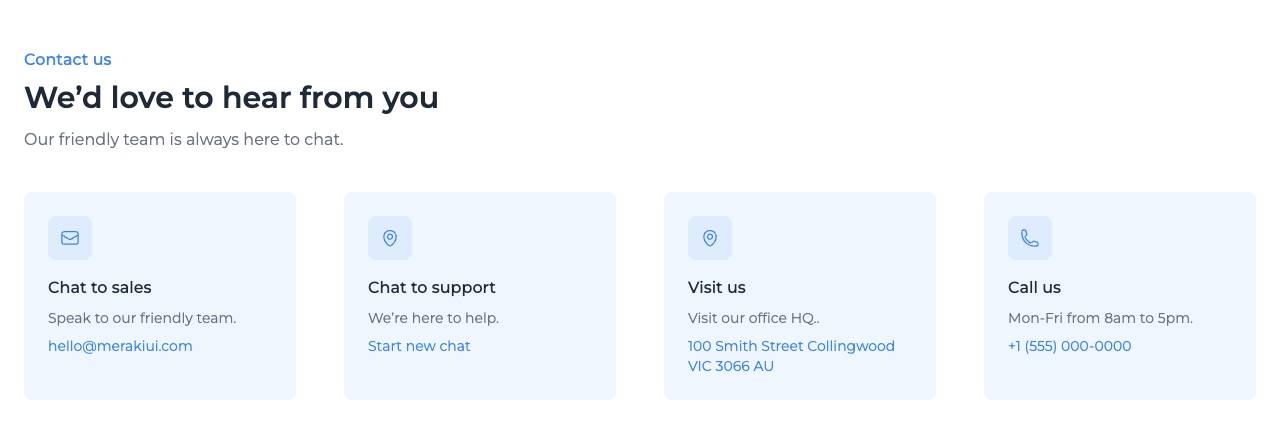 Contact us
We’d love to hear from you
Our friendly team is always here to chat.
Chat to sales
Speak to our friendly team.
hello@merakiui.com
Chat to support
We’re here to help.
Start new chat
Visit us
Visit our office HQ..
100 Smith Street Collingwood
VIC 3066 AU
Call us
Mon-Fri from 8am to 5pm.
+1 (555) 000-0000